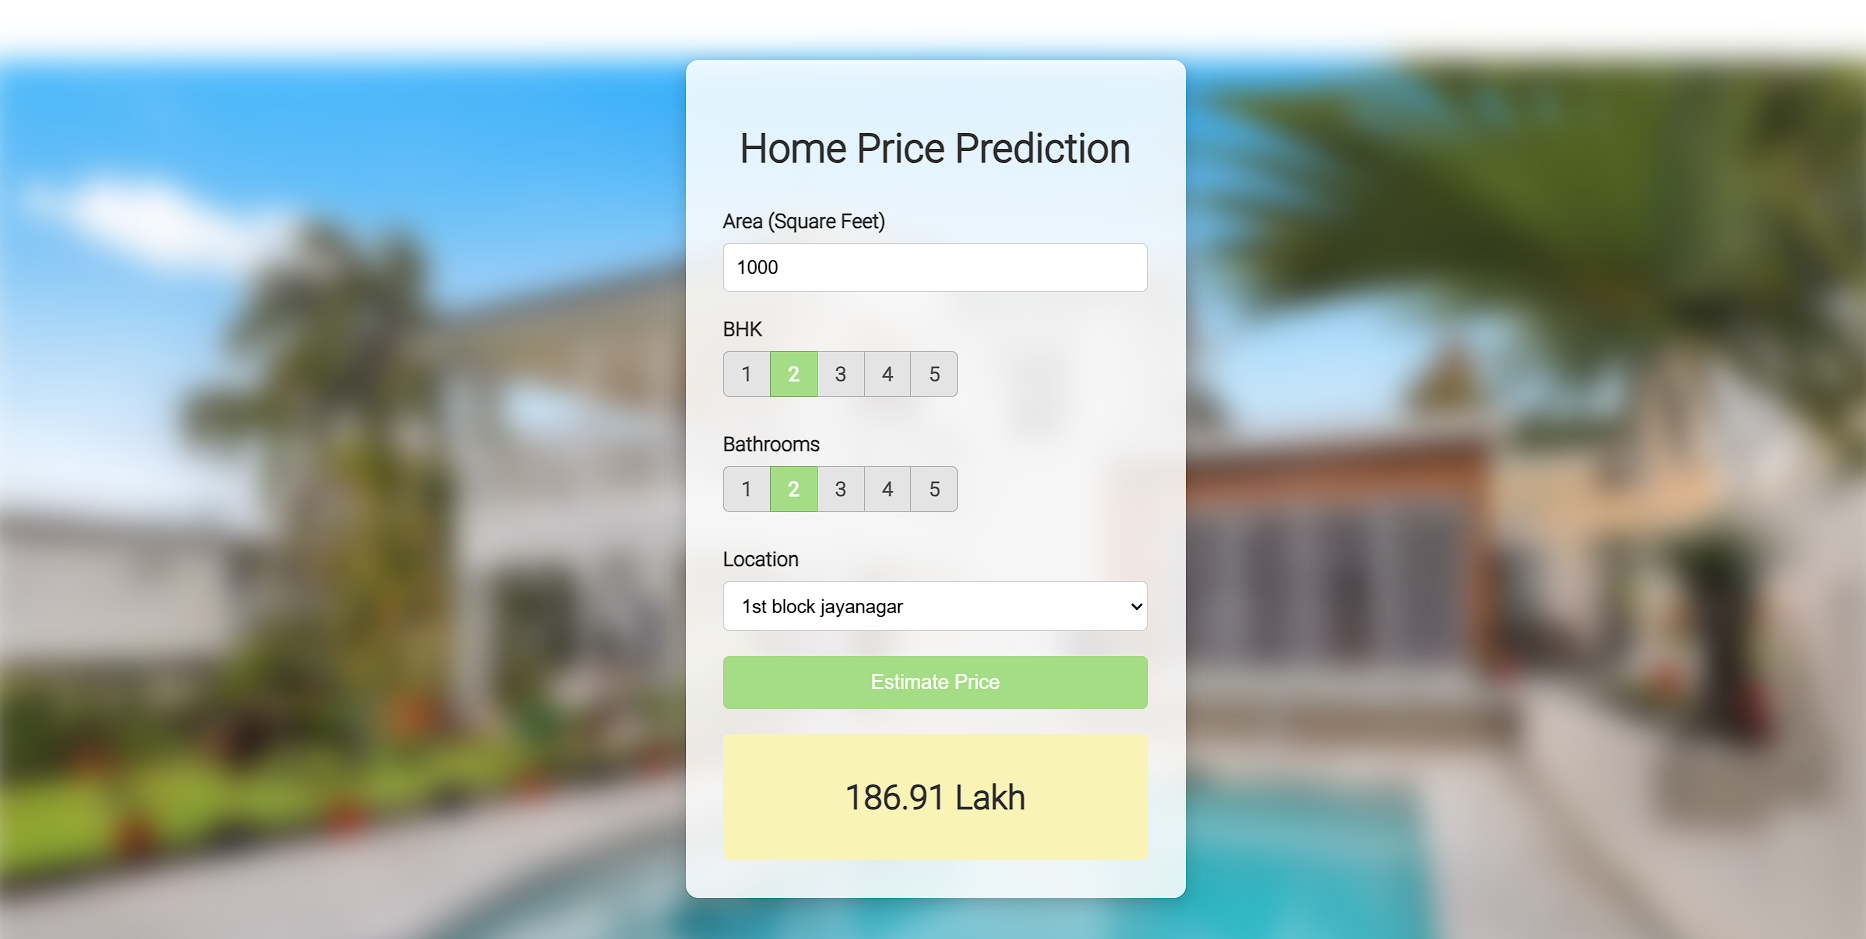 Home Price Prediction
Area (Square Feet)
1000
BHK
1 2 3 4 5
Bathrooms
1 2 3 4 5
Location
1st block jayanagar
Estimate Price
186.91 Lakh